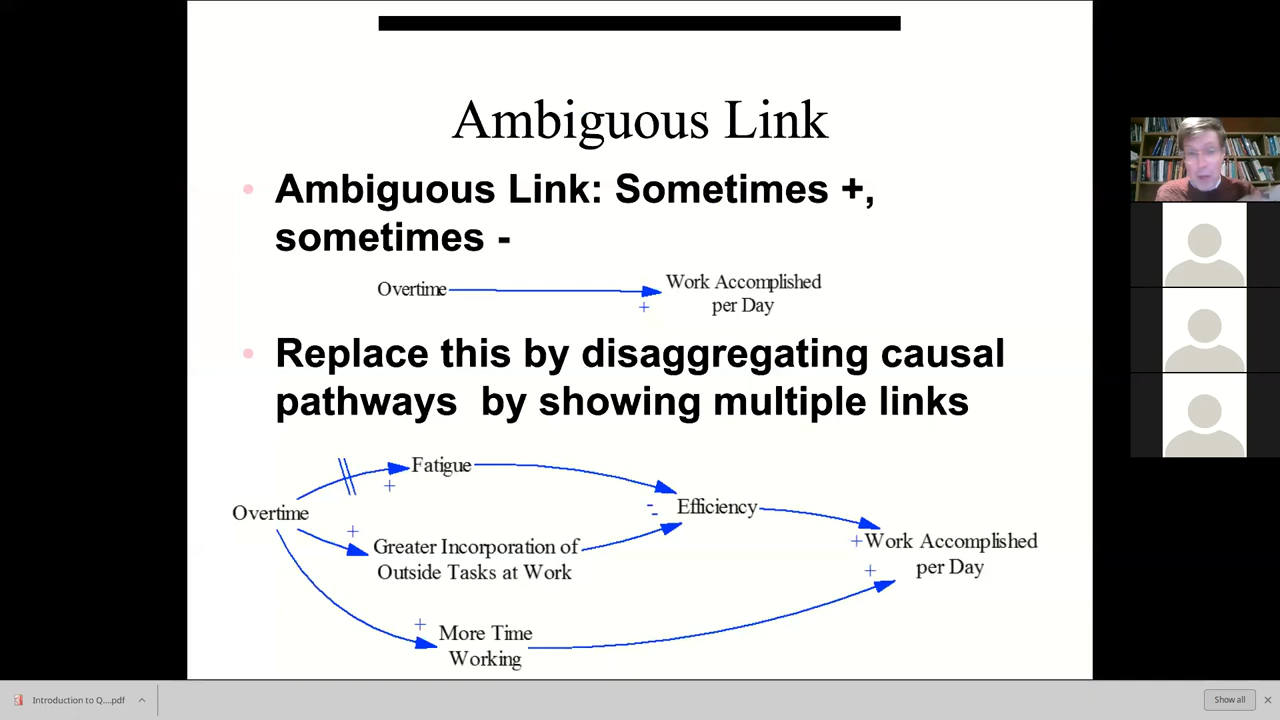 Ambiguous Link
• Ambiguous Link: Sometimes +,
sometimes -
Overtime
Work Accomplished
per Day
+
• Replace this by disaggregating causal
pathways by showing multiple links
Fatigue
+
Overtime
-
-
Efficiency
+
Greater Incorporation of
Outside Tasks at Work
+Work Accomplished
per Day
+
+
More Time
Working
Introduction to Q....pdf
Show all